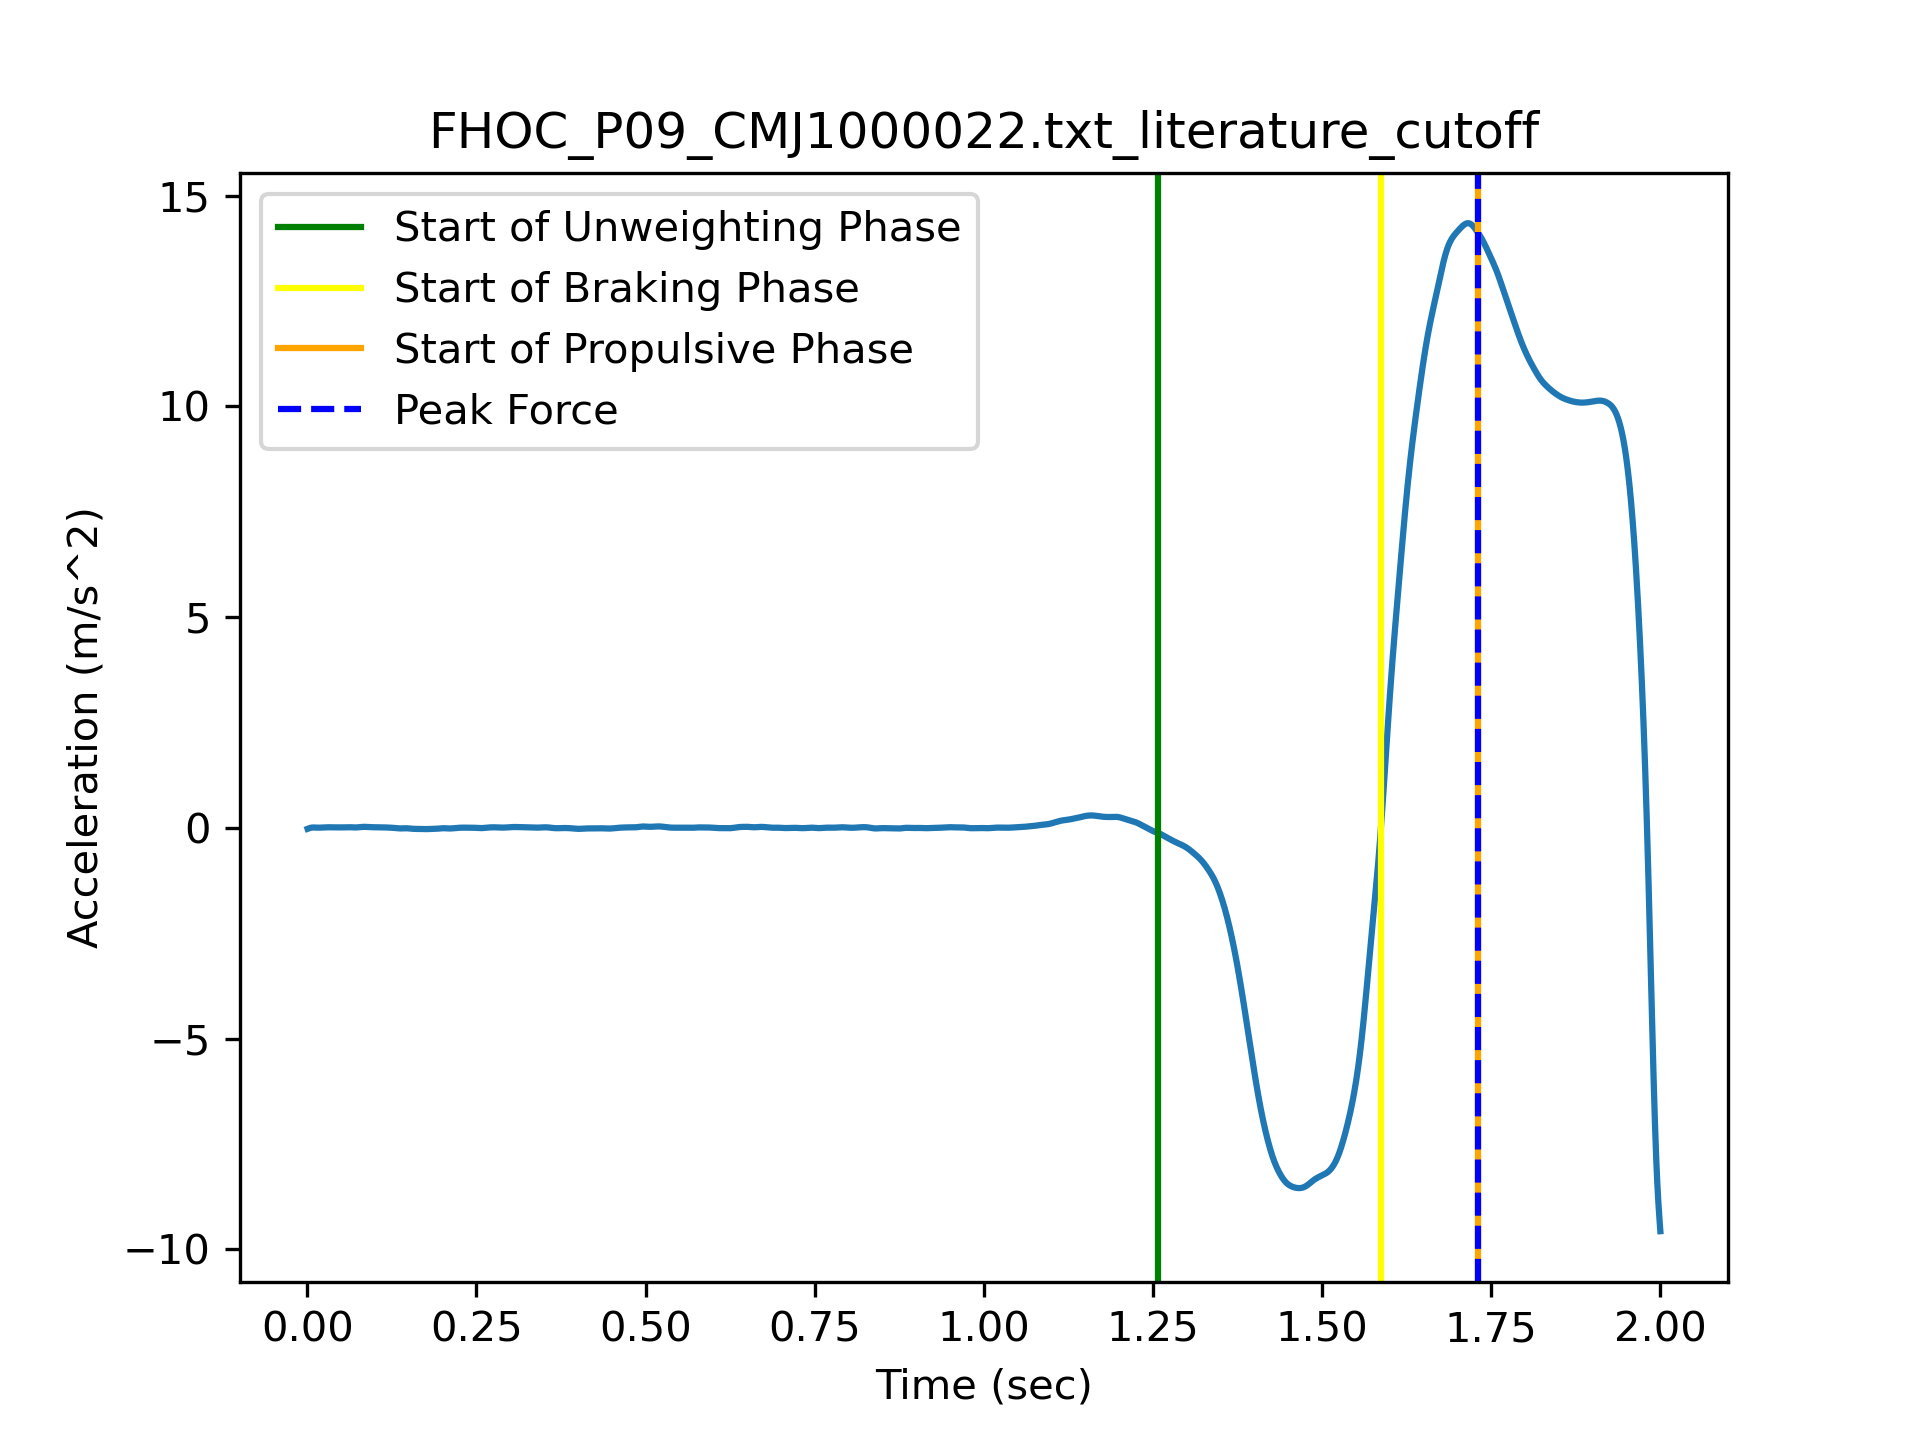 FHOC_P09_CMJ1000022.txt_literature_cutoff
Start of Unweighting Phase
Start of Braking Phase
Start of Propulsive Phase
Peak Force
15
10
5
0
−5
−10
Acceleration (m/s^2)
0.00 0.25 0.50 0.75 1.00 1.25 1.50 1.75 2.00
Time (sec)